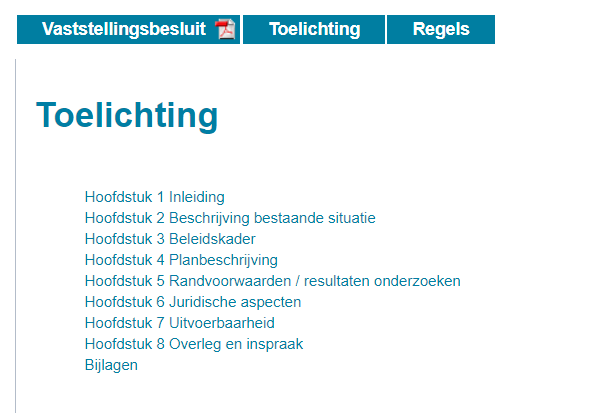 Vaststellingsbesluit Toelichting Regels
Toelichting
Hoofdstuk 1 Inleiding
Hoofdstuk 2 Beschrijving bestaande situatie
Hoofdstuk 3 Beleidskader
Hoofdstuk 4 Planbeschrijving
Hoofdstuk 5 Randvoorwaarden / resultaten onderzoeken
Hoofdstuk 6 Juridische aspecten
Hoofdstuk 7 Uitvoerbaarheid
Hoofdstuk 8 Overleg en inspraak
Bijlagen